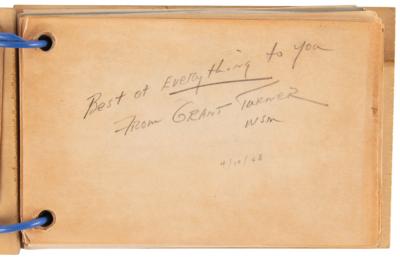 Best of Everything to you
From GRANT TURNER
WSM
4/10/48